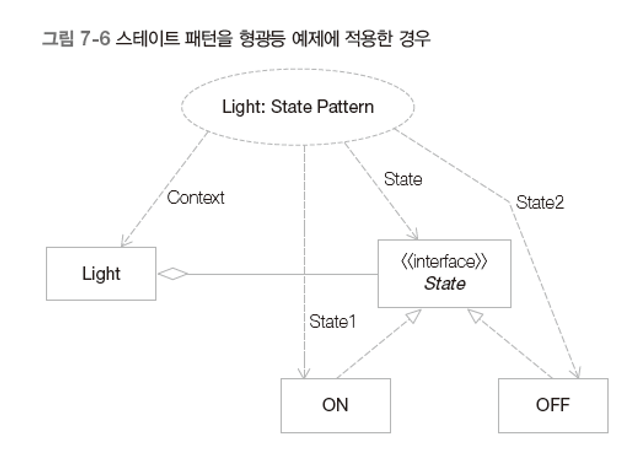 그림 7-6 스테이트 패턴을 형광등 예제에 적용한 경우
Light: State Pattern
Context
State
State2
Light
《interface》
State
State1
ON
OFF